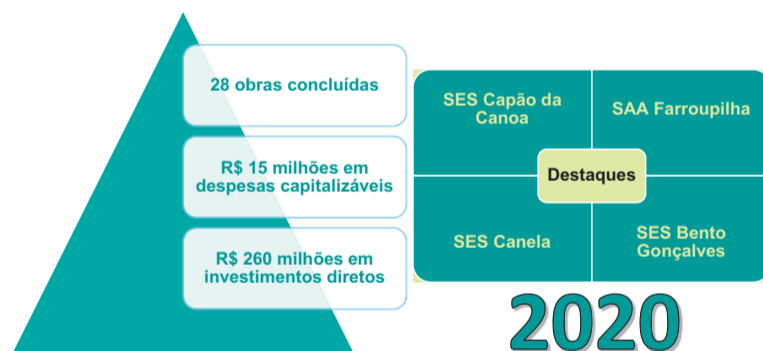 28 obras concluídas
R$ 15 milhões em
despesas capitalizáveis
R$ 260 milhões em
investimentos diretos
SES Capão da
Canoa
SAA Farroupilha
Destaques
SES Canela
SES Bento
Gonçalves
2020